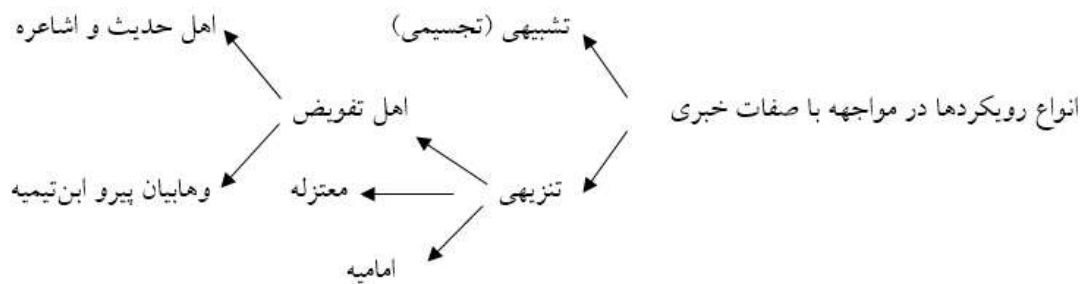 انواع رویکردها در مواجهه با صفات خبری
تشبیهی (تجسیمی)
تنزیهی
اهل تفویض
معتزله
امامیه
اهل حدیث و اشاعره
وهابیان پیرو ابن‌تیمیه